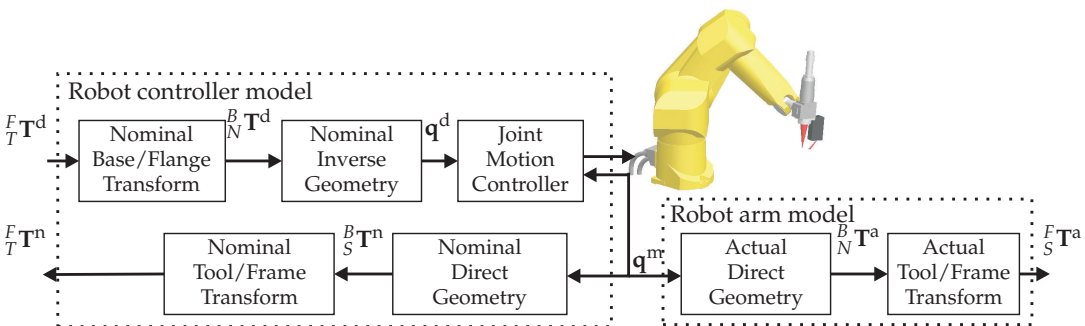 Robot controller model
F
T
T^d
Nominal
Base/Flange
Transform
B
N
T^d
Nominal
Inverse
Geometry
q^d
Joint
Motion
Controller
F
T
T^n
Nominal
Tool/Frame
Transform
B
S
T^n
Nominal
Direct
Geometry
q^m
Robot arm model
Actual
Direct
Geometry
B
N
T^a
Actual
Tool/Frame
Transform
F
S
T^a